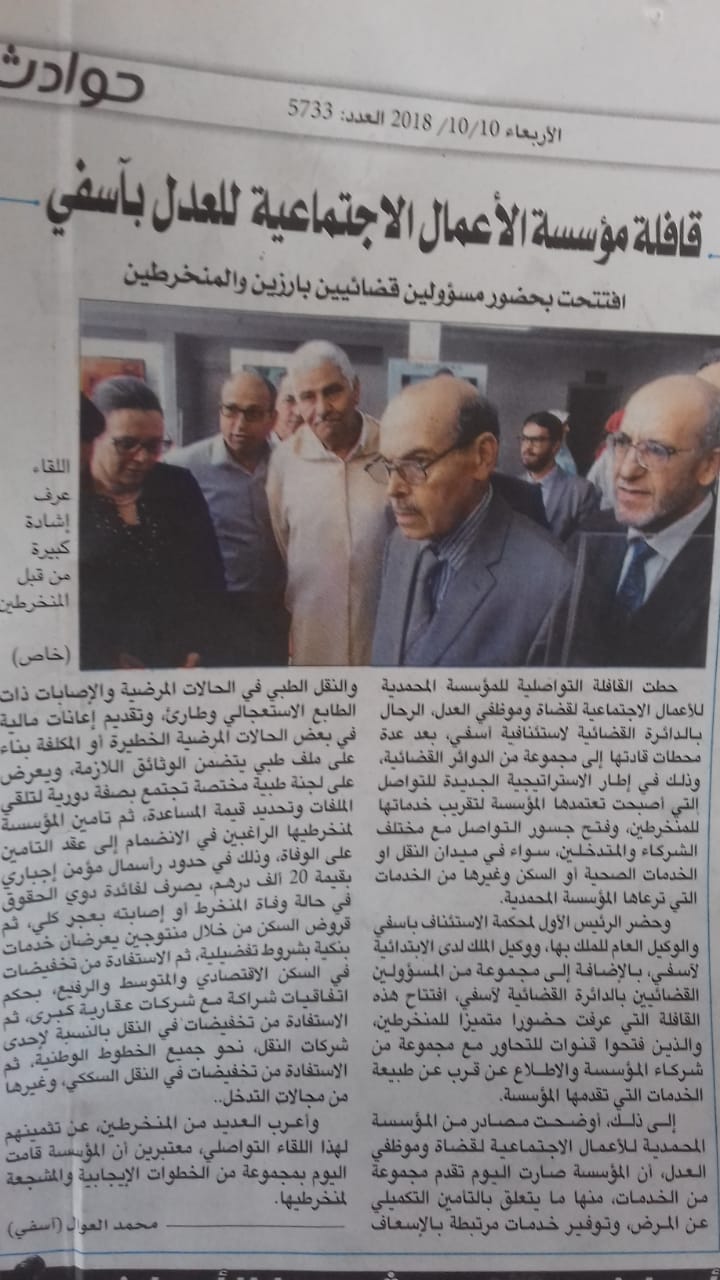 حوادث
الأربعاء 2018 /10/10 العدد: 5733
قافلة مؤسسة الأعمال الاجتماعية للعدل بآسفي
افتتحت بحضور مسؤولين قضائيين بارزين والمنخرطين
اللقاء
عرف
إشادة
كبيرة
من قبل
المنخرطين
(خاص)
حطت القافلة التواصلية للمؤسسة المحمدية
للأعمال الاجتماعية لقضاة وموظفي العدل، الرحال
بالدائرة القضائية لاستئنافية آسفي، بعد عدة
محطات قادتها إلى مجموعة من الدوائر القضائية،
وذلك في إطار الاستراتيجية الجديدة للتواصل
التي أصبحت تعتمدها المؤسسة لتقريب خدماتها
للمنخرطين، وفتح جسور التواصل مع مختلف
الشركاء والمتدخلين، سواء في ميدان النقل او
الخدمات الصحية أو السكن وغيرها من الخدمات
التي ترعاها المؤسسة المحمدية.
وحضر الرئيس الأول لمحكمة الاستئناف بآسفي
والوكيل العام للملك بها، ووكيل الملك لدى الابتدائية
لآسفي، بالإضافة إلى مجموعة من المسؤولين
القضائيين بالدائرة القضائية لآسفي، افتتاح هذه
القافلة التي عرفت حضورا متميزا للمنخرطين،
والذين فتحوا قنوات للتحاور مع مجموعة من
شركاء المؤسسة والاطلاع عن قرب عن طبيعة
الخدمات التي تقدمها المؤسسة.
إلى ذلك، أوضحت مصادر من المؤسسة
المحمدية للأعمال الاجتماعية لقضاة وموظفي
العدل، أن المؤسسة صارت اليوم تقدم مجموعة
من الخدمات، منها ما يتعلق بالتأمين التكميلي
عن المرض، وتوفير خدمات مرتبطة بالإسعاف
والنقل الطبي في الحالات المرضية والإصابات ذات
الطابع الاستعجالي وطارئ، وتقديم إعانات مالية
في بعض الحالات المرضية الخطيرة أو المكلفة بناء
على ملف طبي يتضمن الوثائق اللازمة، ويعرض
على لجنة طبية مختصة تجتمع بصفة دورية لتلقي
الملفات وتحديد قيمة المساعدة، ثم تامين المؤسسة
لمنخرطيها الراغبين في الانضمام إلى عقد التأمين
على الوفاة، وذلك في حدود رأسمال مؤمن إجباري
بقيمة 20 ألف درهم، يصرف لفائدة دوي الحقوق
في حالة وفاة المنخرط او إصابته بعجز كلي، ثم
قروض السكن من خلال منتوجين يعرضان خدمات
بنكية بشروط تفضيلية، ثم الاستفادة من تخفيضات
في السكن الاقتصادي والمتوسط والرفيع، بحكم
اتفاقيات شراكة مع شركات عقارية كبرى، ثم
الاستفادة من تخفيضات في النقل بالنسبة لإحدى
شركات النقل، نحو جميع الخطوط الوطنية، ثم
الاستفادة من تخفيضات في النقل السككي، وغيرها
من مجالات التدخل..
وأعرب العديد من المنخرطين، عن تثمينهم
لهذا اللقاء التواصلي، معتبرين أن المؤسسة قامت
اليوم بمجموعة من الخطوات الإيجابية والمشجعة
لمنخرطيها.
محمد العوال (آسفي)